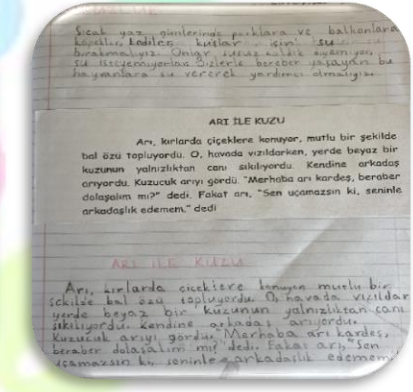 Sıcak yaz günlerinde parklara ve balkonlara
köpekler, kediler, kuşlar için su
bırakmalıyız. Onlar susuz kaldık diyemiyor,
su isteyemiyorlar. Bizlerle beraber yaşayan bu
hayvanlara su vererek yardımcı olmalıyız.
ARI İLE KUZU
Arı, kırlarda çiçeklere konuyor, mutlu bir şekilde
bal özü topluyordu. O, havada vızıldarken, yerde beyaz bir
kuzunun yalnızlıktan canı sıkılıyordu. Kendine arkadaş
arıyordu. Kuzucuk arıyı gördü. "Merhaba arı kardeş, beraber
dolaşalım mı?" dedi. Fakat arı, "Sen uçamazsın ki, seninle
arkadaşlık edemem." dedi
ARI İLE KUZU
Arı, kırlarda çiçeklere konuyor mutlu bir
şekilde bal özü topluyordu. O, havada vızıldar
yerde beyaz bir kuzunun yalnızlıktan canı
sıkılıyordu. Kendine arkadaş arıyordu.
Kuzucuk arıyı gördü. "Merhaba arı kardeş,
beraber dolaşalım mı?" dedi. Fakat arı, "Sen
uçamazsın ki, seninle arkadaşlık edemem